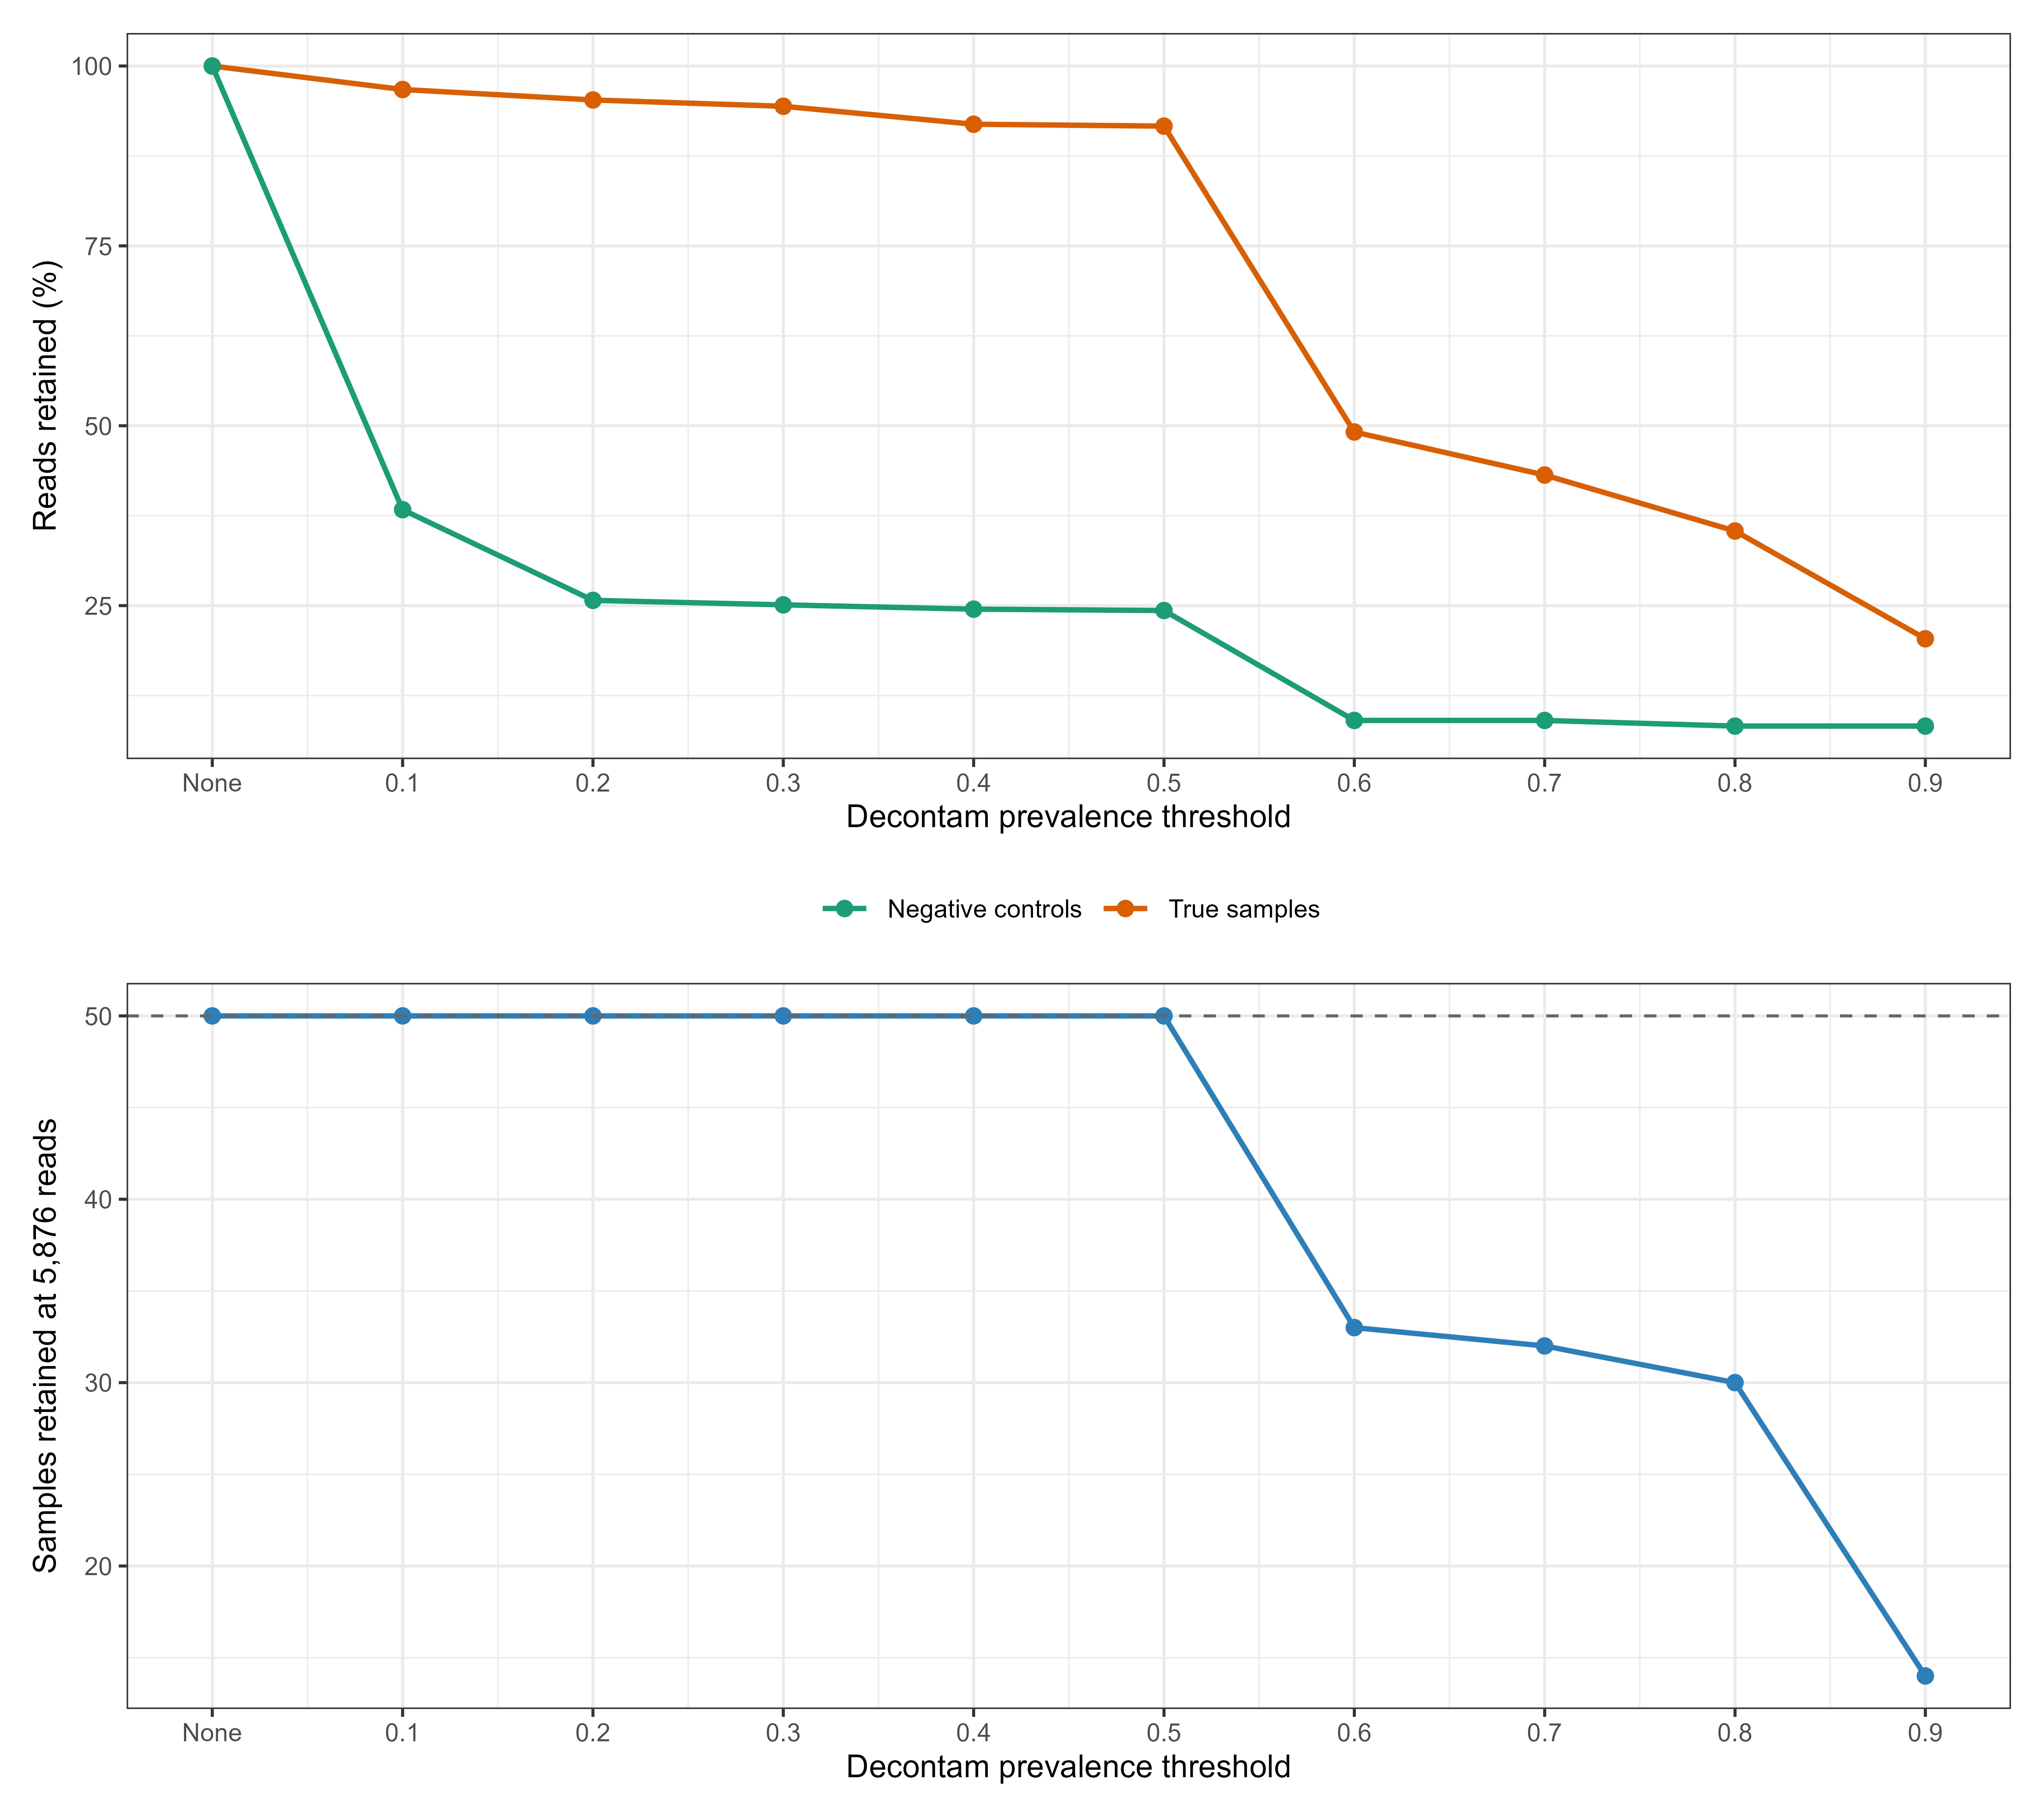 Reads retained (%)
100
75
50
25
None 0.1 0.2 0.3 0.4 0.5 0.6 0.7 0.8 0.9
Decontam prevalence threshold
Negative controls True samples
Samples retained at 5,876 reads
50
40
30
20
None 0.1 0.2 0.3 0.4 0.5 0.6 0.7 0.8 0.9
Decontam prevalence threshold